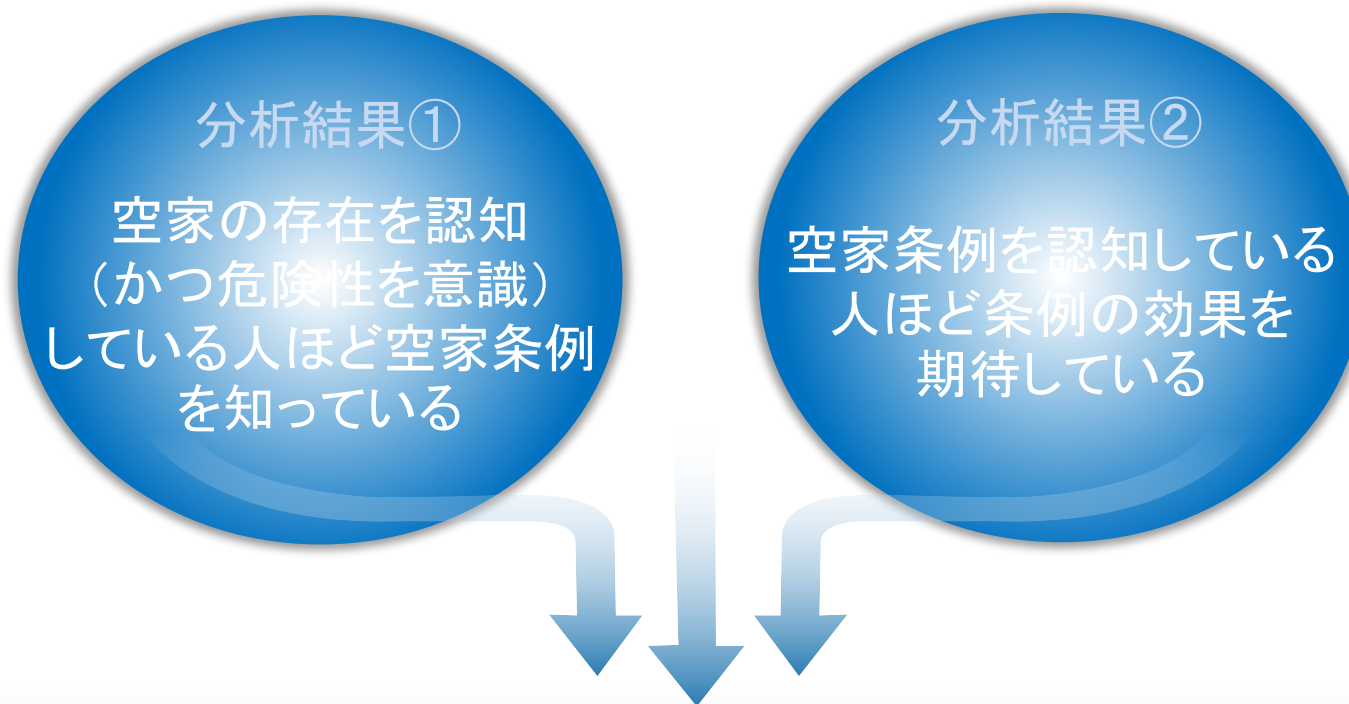 分析結果①
空家の存在を認知
（かつ危険性を意識）
している人ほど空家条例
を知っている
分析結果②
空家条例を認知している
人ほど条例の効果を
期待している